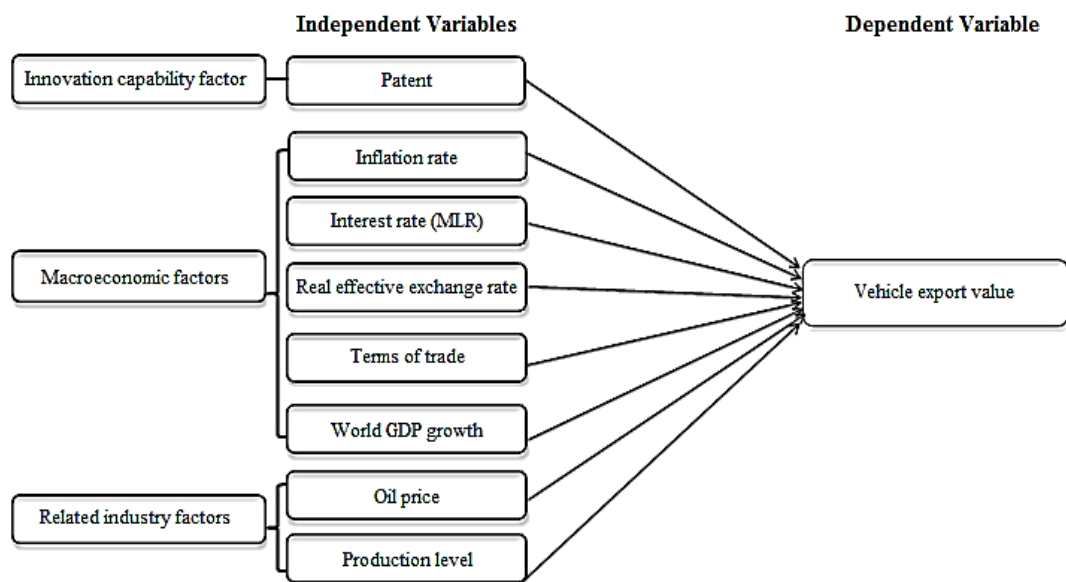 Independent Variables
Dependent Variable
Innovation capability factor
Patent
Inflation rate
Interest rate (MLR)
Macroeconomic factors
Real effective exchange rate
Vehicle export value
Terms of trade
World GDP growth
Related industry factors
Oil price
Production level